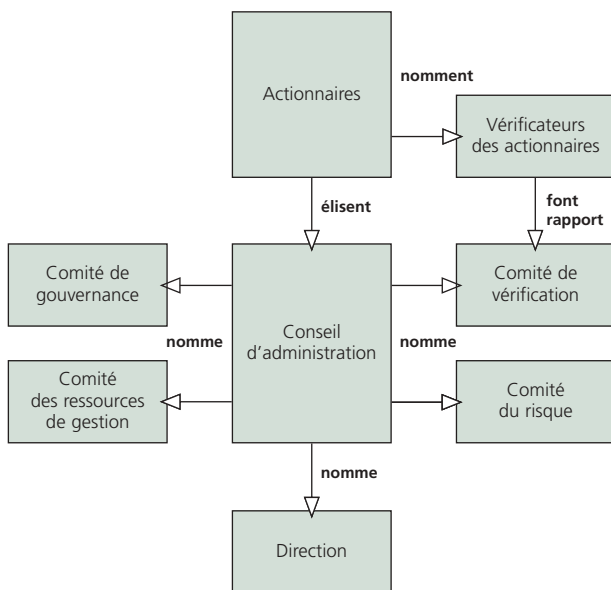 Actionnaires
nomment
Vérificateurs
des actionnaires
élisent
font
rapport
Comité de
gouvernance
Conseil
d'administration
Comité de
vérification
nomme
nomme
Comité
des ressources
de gestion
Comité
du risque
nomme
Direction